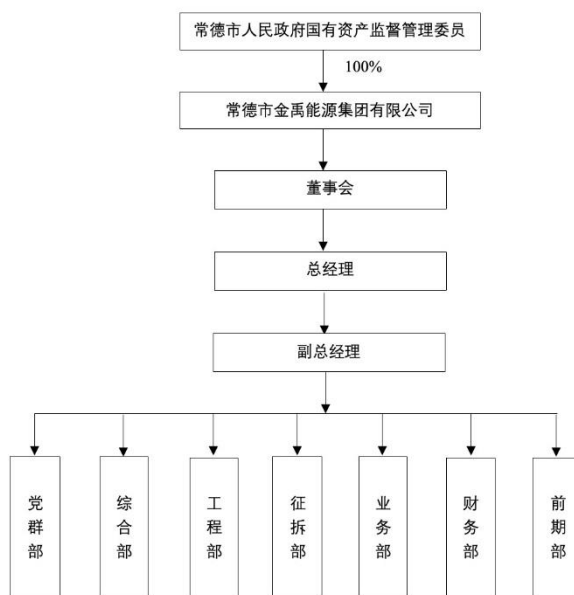 常德市人民政府国有资产监督管理委员
100%
常德市金禹能源集团有限公司
董事会
总经理
副总经理
党群部
综合部
工程部
征拆部
业务部
财务部
前期部